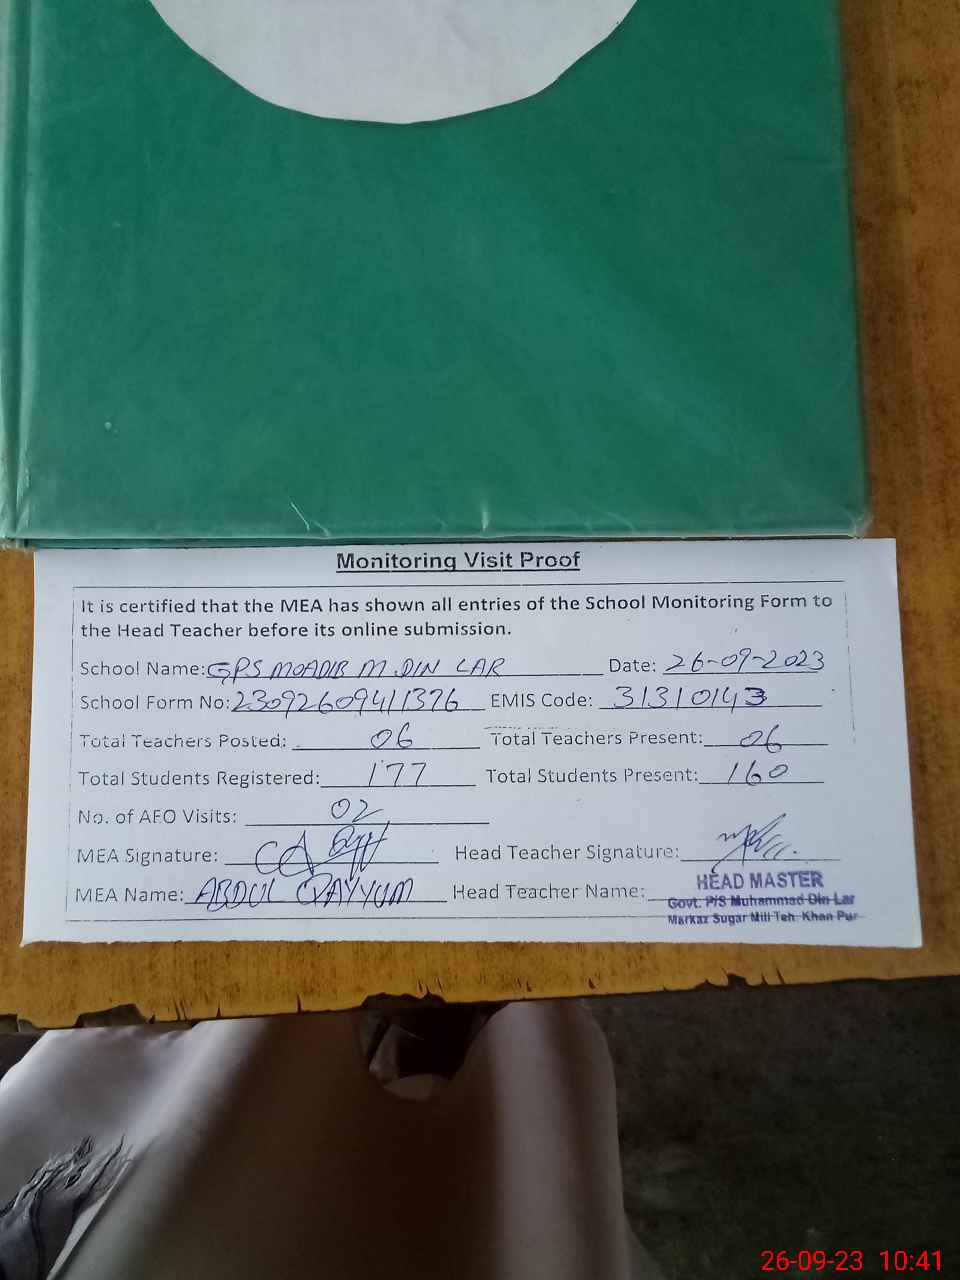 Monitoring Visit Proof
It is certified that the MEA has shown all entries of the School Monitoring Form to
the Head Teacher before its online submission.
School Name: GPS MOADIB M.DIN LAR Date: 26-09-2023
School Form No: 23092609411376 EMIS Code: 31310143
Total Teachers Posted: 06 Total Teachers Present: 06
Total Students Registered: 177 Total Students Present: 160
No. of AEO Visits: 02
MEA Signature: Head Teacher Signature:
MEA Name: ABDUL QAYYUM Head Teacher Name:
HEAD MASTER
Govt. P/S Muhammad Din Lar
Markaz Sugar Mill Teh. Khan Pur
26-09-23 10:41